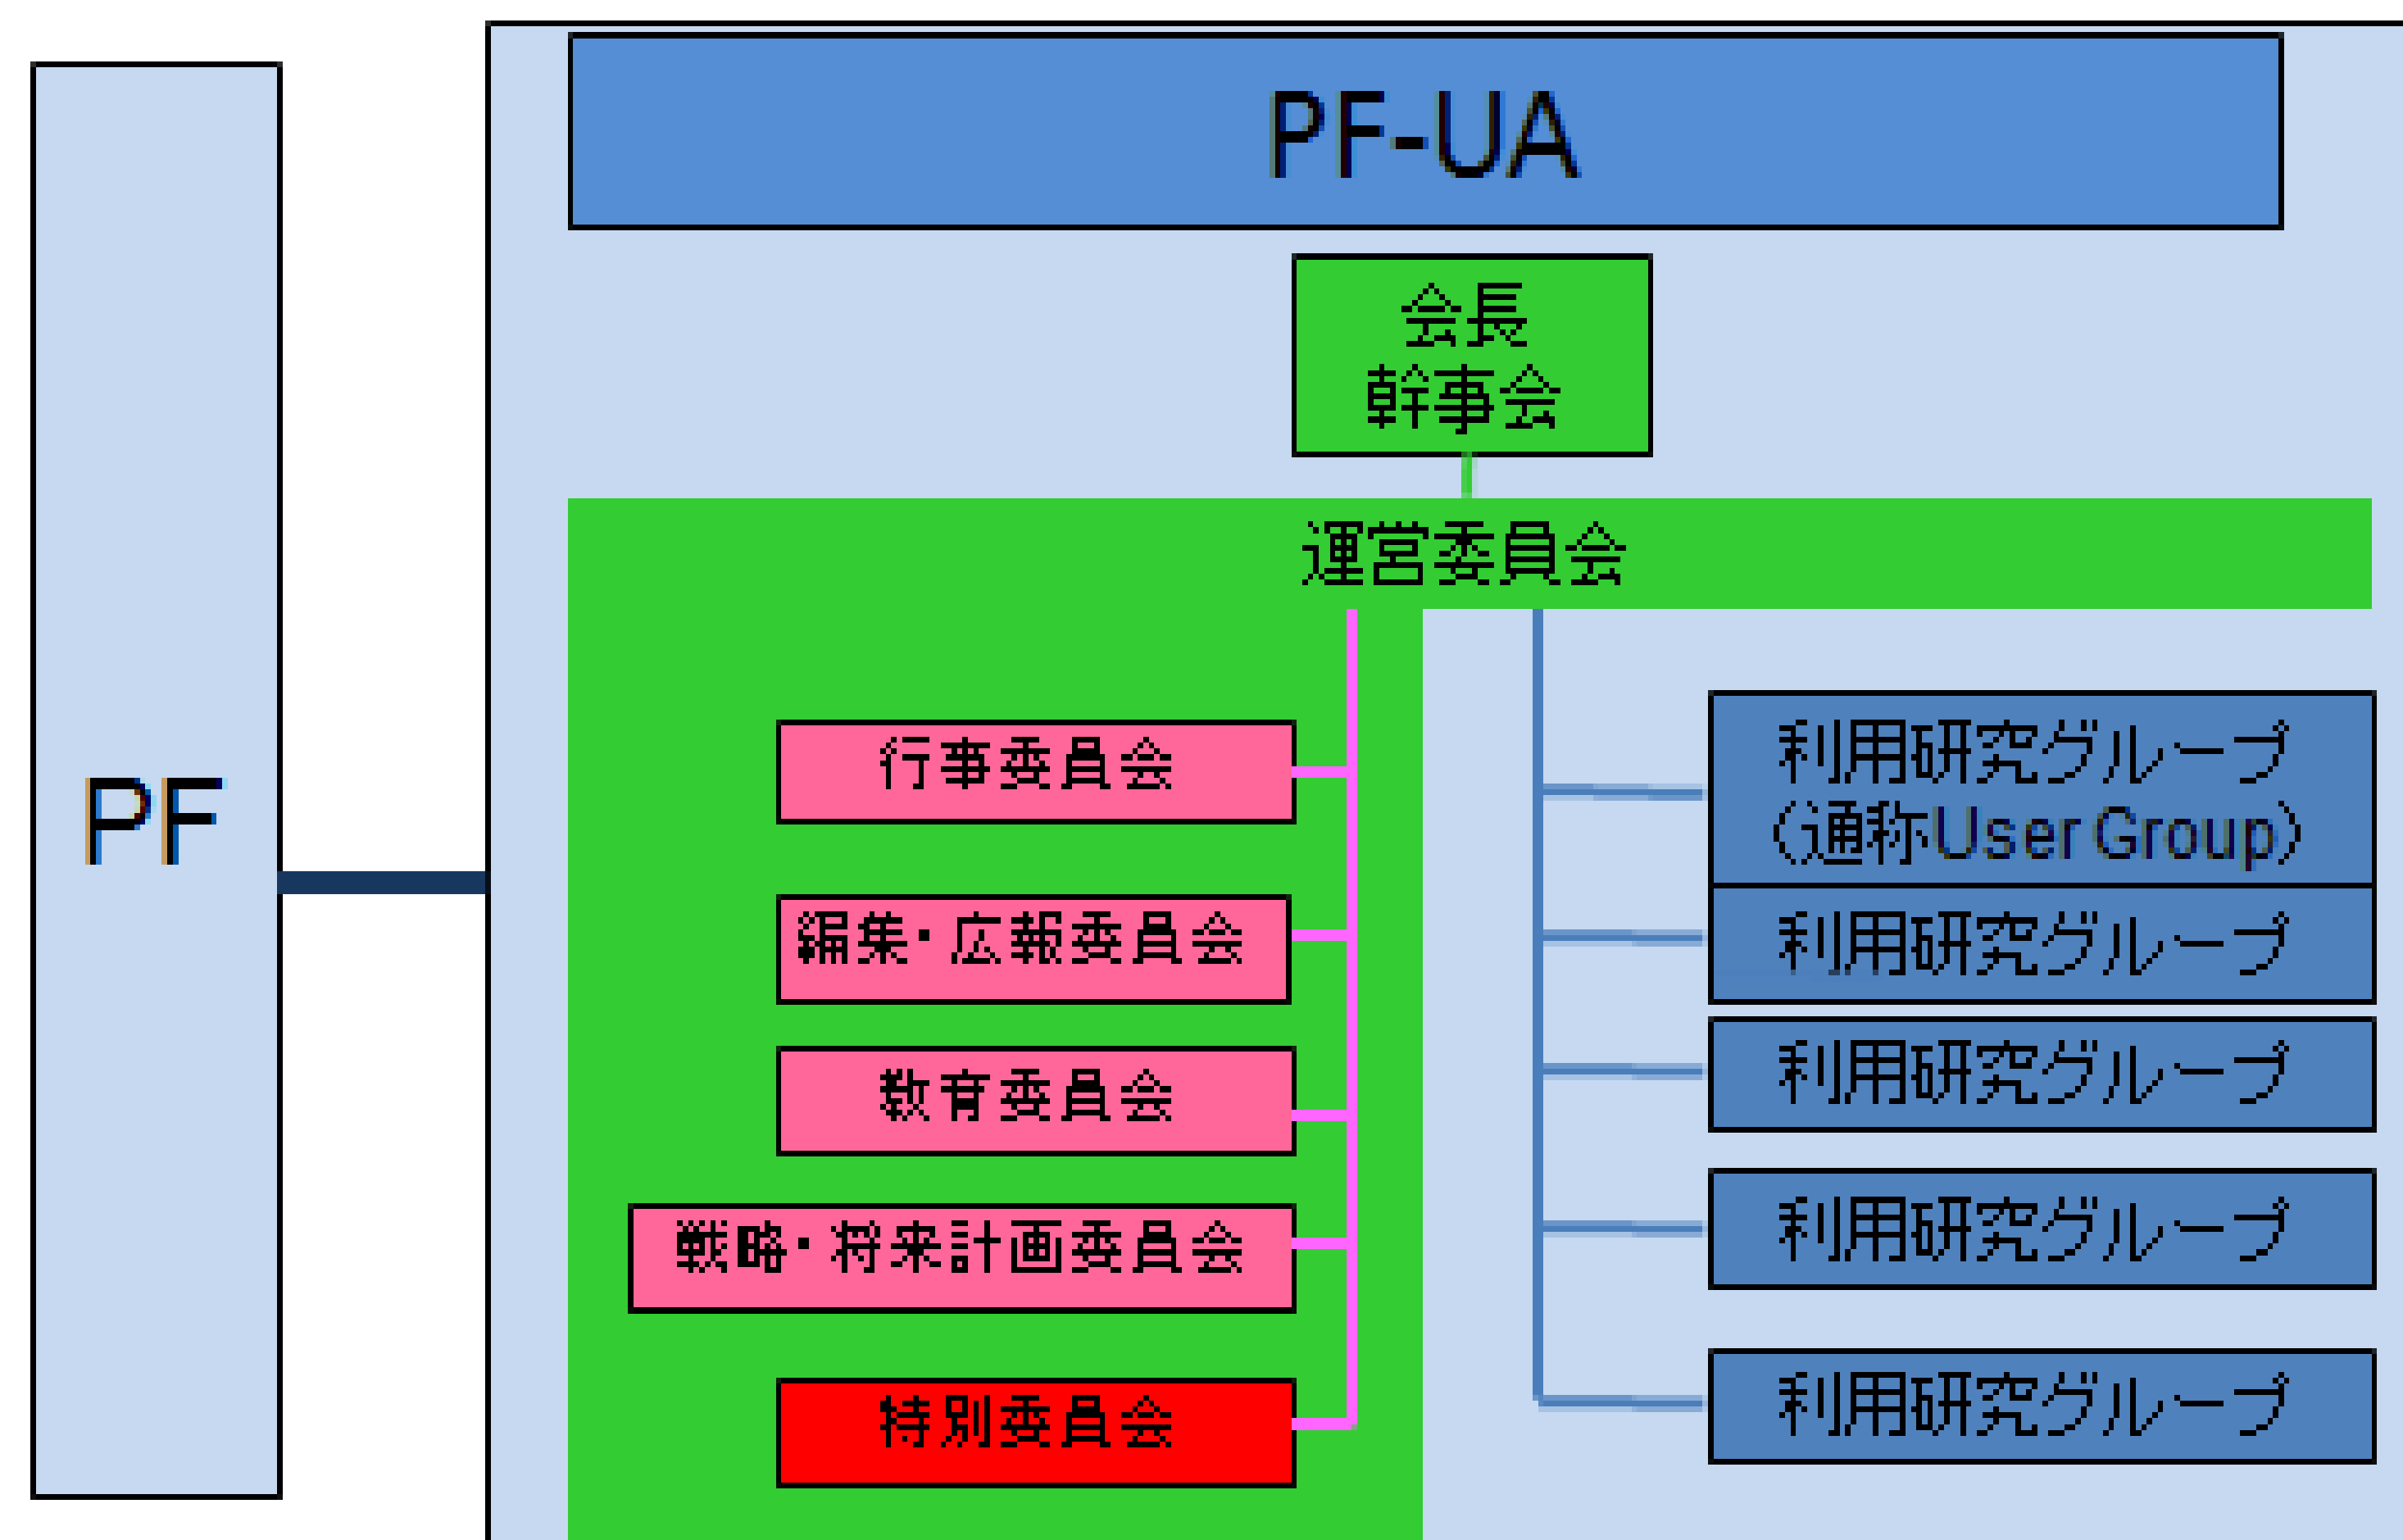 PF-UA
会長
幹事会
運営委員会
PF
行事委員会
編集・広報委員会
教育委員会
戦略・将来計画委員会
特別委員会
利用研究グループ
（通称User Group）
利用研究グループ
利用研究グループ
利用研究グループ
利用研究グループ